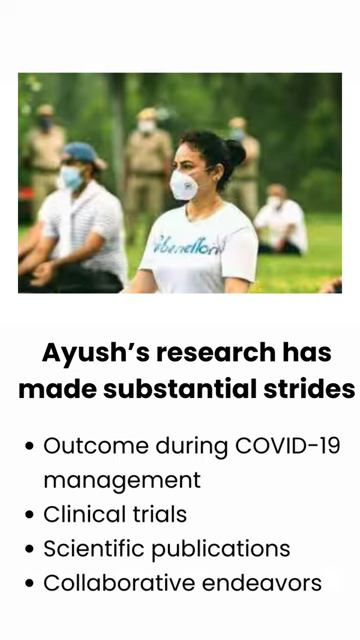 benetton
Ayush's research has
made substantial strides
• Outcome during COVID-19
management
• Clinical trials
• Scientific publications
• Collaborative endeavors